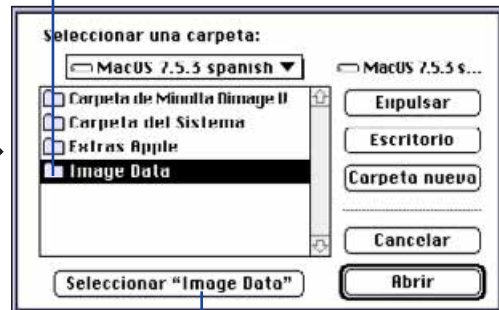 Seleccionar una carpeta:
MacOS 7.5.3 spanish
MacOS 7.5.3 s...
Carpeta de Minolta Dimage V
Carpeta del Sistema
Extras Apple
Image Data
Expulsar
Escritorio
Carpeta nueva
Cancelar
Seleccionar “Image Data”
Abrir